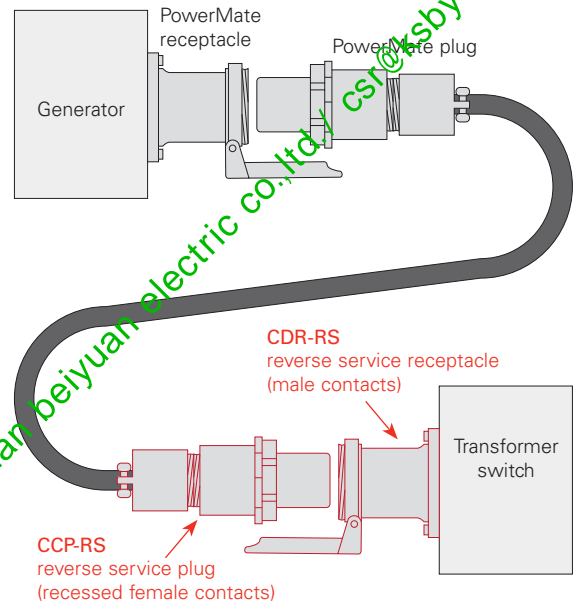 PowerMate
receptacle
PowerMate plug
Generator
an beiyuan electric co.,ltd./ csr@ksby
CDR-RS
reverse service receptacle
(male contacts)
Transformer
switch
CCP-RS
reverse service plug
(recessed female contacts)